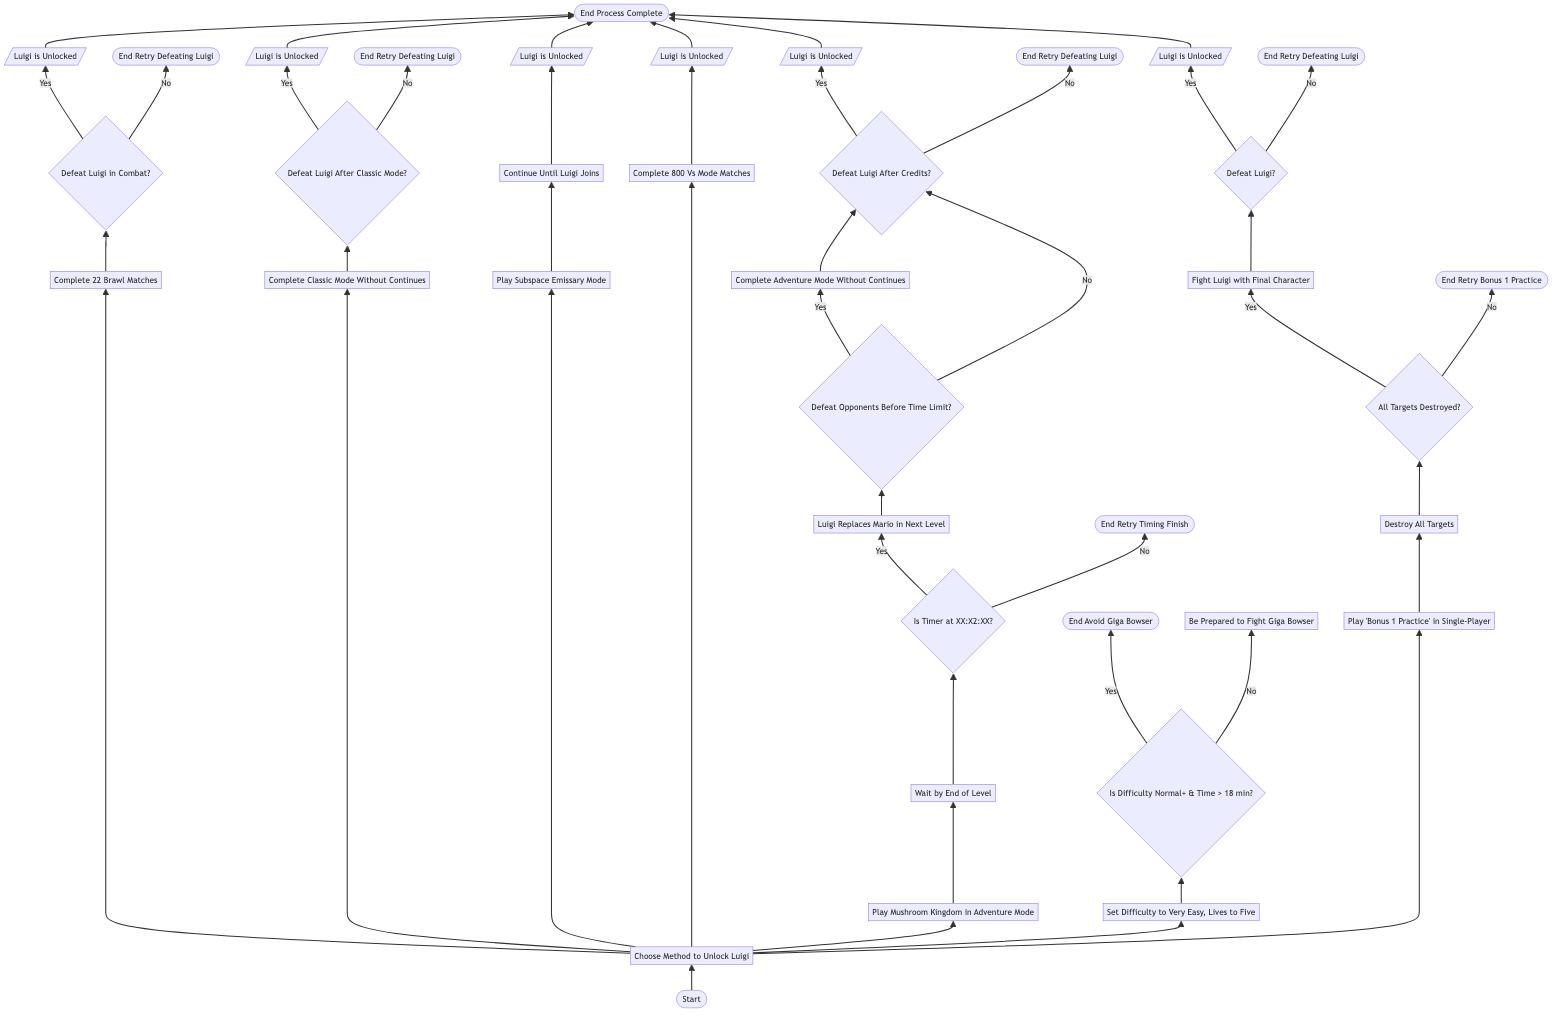 End Process Complete
Luigi is Unlocked
End Retry Defeating Luigi
Luigi is Unlocked
End Retry Defeating Luigi
Luigi is Unlocked
Luigi is Unlocked
Luigi is Unlocked
End Retry Defeating Luigi
Luigi is Unlocked
End Retry Defeating Luigi
Yes
No
Yes
No
Yes
No
Yes
No
Defeat Luigi in Combat?
Defeat Luigi After Classic Mode?
Continue Until Luigi Joins
Complete 800 Vs Mode Matches
Defeat Luigi After Credits?
Defeat Luigi?
Complete 22 Brawl Matches
Complete Classic Mode Without Continues
Play Subspace Emissary Mode
Complete Adventure Mode Without Continues
No
Fight Luigi with Final Character
End Retry Bonus 1 Practice
Yes
Yes
No
Defeat Opponents Before Time Limit?
All Targets Destroyed?
Luigi Replaces Mario in Next Level
End Retry Timing Finish
Destroy All Targets
Yes
No
Is Timer at XX:X2:XX?
End Avoid Giga Bowser
Be Prepared to Fight Giga Bowser
Play 'Bonus 1 Practice' in Single-Player
Yes
No
Wait by End of Level
Is Difficulty Normal+ & Time > 18 min?
Play Mushroom Kingdom in Adventure Mode
Set Difficulty to Very Easy, Lives to Five
Choose Method to Unlock Luigi
Start